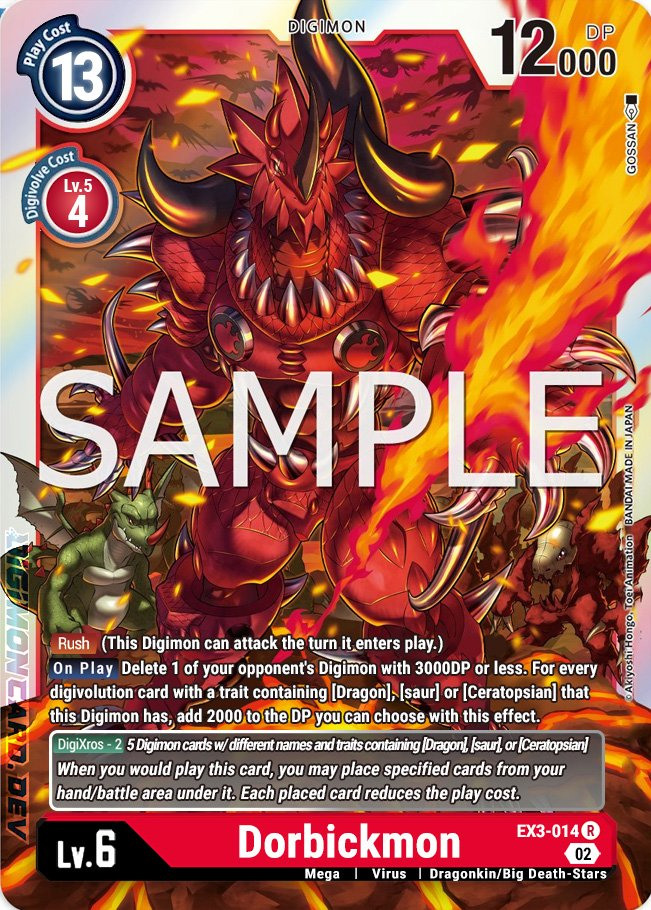 DIGIMON
Play Cost
13
12000
DP
Digivolve Cost
Lv.5
4
GOSSAN
SAMPLE
© Akiyoshi Hongo, Toei Animation BANDAI MADE IN JAPAN
DIGIMON CARD.DEV
Rush (This Digimon can attack the turn it enters play.)
On Play Delete 1 of your opponent's Digimon with 3000DP or less. For every
digivolution card with a trait containing [Dragon], [saur] or [Ceratopsian] that
this Digimon has, add 2000 to the DP you can choose with this effect.
DigiXros - 2 5 Digimon cards w/ different names and traits containing [Dragon], [saur], or [Ceratopsian]
When you would play this card, you may place specified cards from your
hand/battle area under it. Each placed card reduces the play cost.
Lv.6
Dorbickmon
EX3-014 R
02
Mega | Virus | Dragonkin/Big Death-Stars